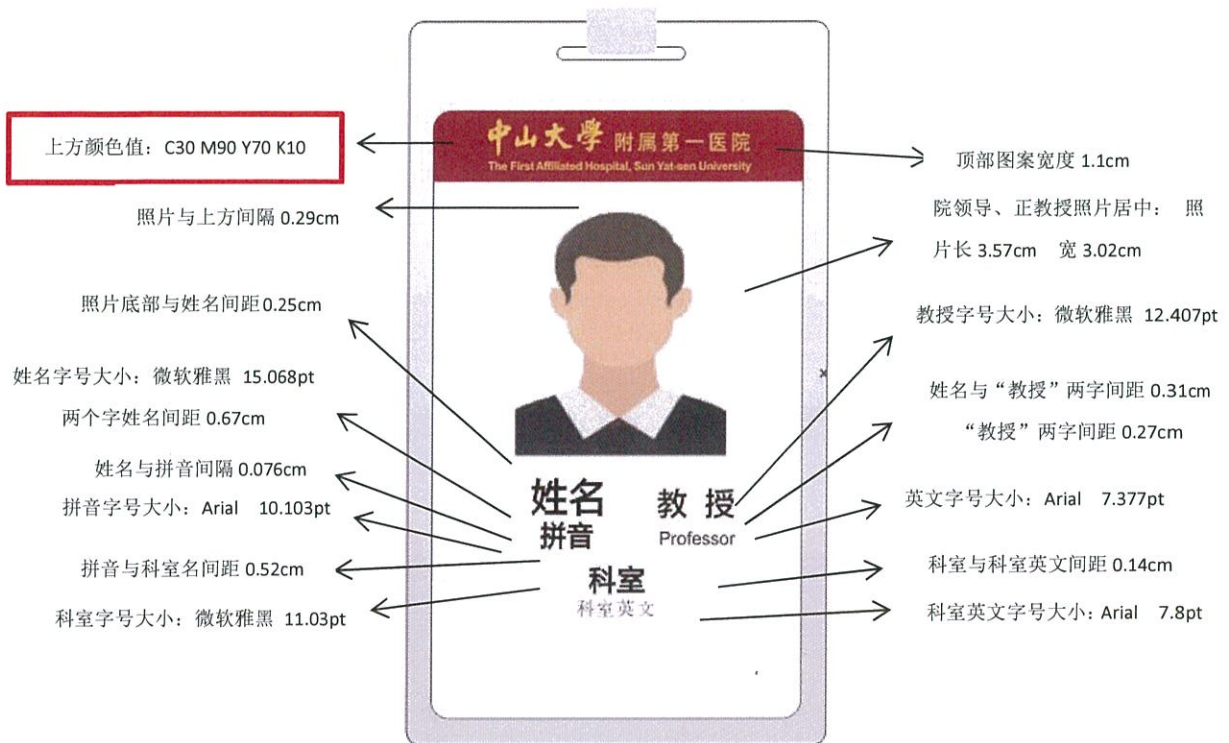 中山大學 附属第一医院
The First Affiliated Hospital, Sun Yat-sen University
上方颜色值：C30 M90 Y70 K10
照片与上方间隔 0.29cm
照片底部与姓名间距0.25cm
姓名字号大小：微软雅黑 15.068pt
两个字姓名间距 0.67cm
姓名与拼音间隔 0.076cm
拼音字号大小：Arial 10.103pt
拼音与科室名间距 0.52cm
科室字号大小：微软雅黑 11.03pt
姓名
拼音
教 授
Professor
科室
科室英文
顶部图案宽度 1.1cm
院领导、正教授照片居中： 照
片长 3.57cm 宽 3.02cm
教授字号大小：微软雅黑 12.407pt
姓名与“教授”两字间距 0.31cm
“教授”两字间距 0.27cm
英文字号大小：Arial 7.377pt
科室与科室英文间距 0.14cm
科室英文字号大小：Arial 7.8pt